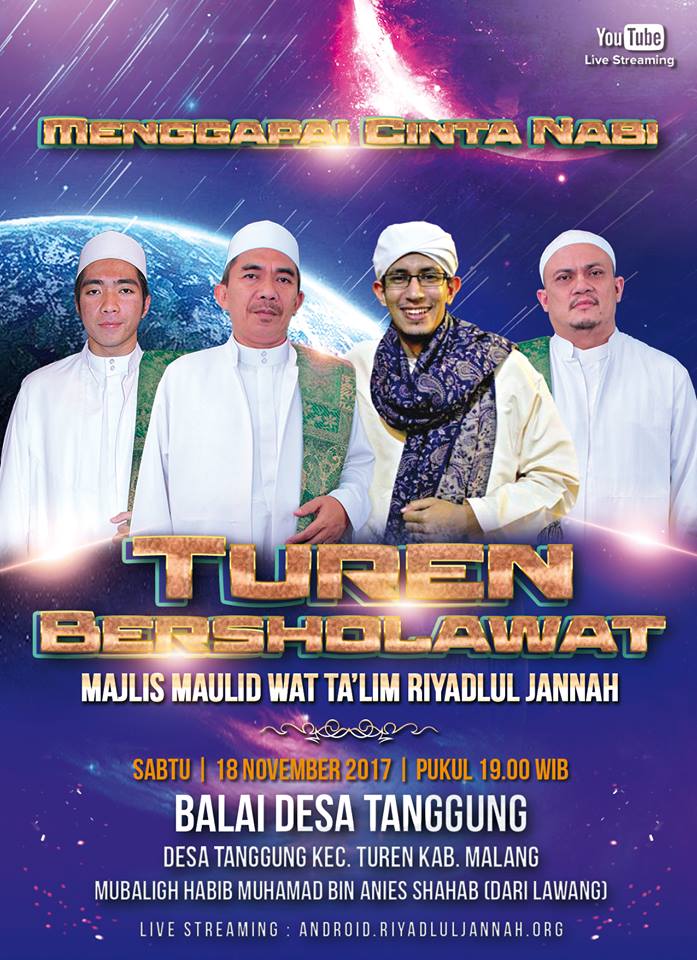 YouTube
Live Streaming
MENGGAPAI CINTA NABI
TUREN
BERSHOLAWAT
MAJLIS MAULID WAT TA'LIM RIYADLUL JANNAH
SABTU | 18 NOVEMBER 2017 | PUKUL 19.00 WIB
BALAI DESA TANGGUNG
DESA TANGGUNG KEC. TUREN KAB. MALANG
MUBALIGH HABIB MUHAMAD BIN ANIES SHAHAB (DARI LAWANG)
LIVE STREAMING : ANDROID.RIYADLULJANNAH.ORG